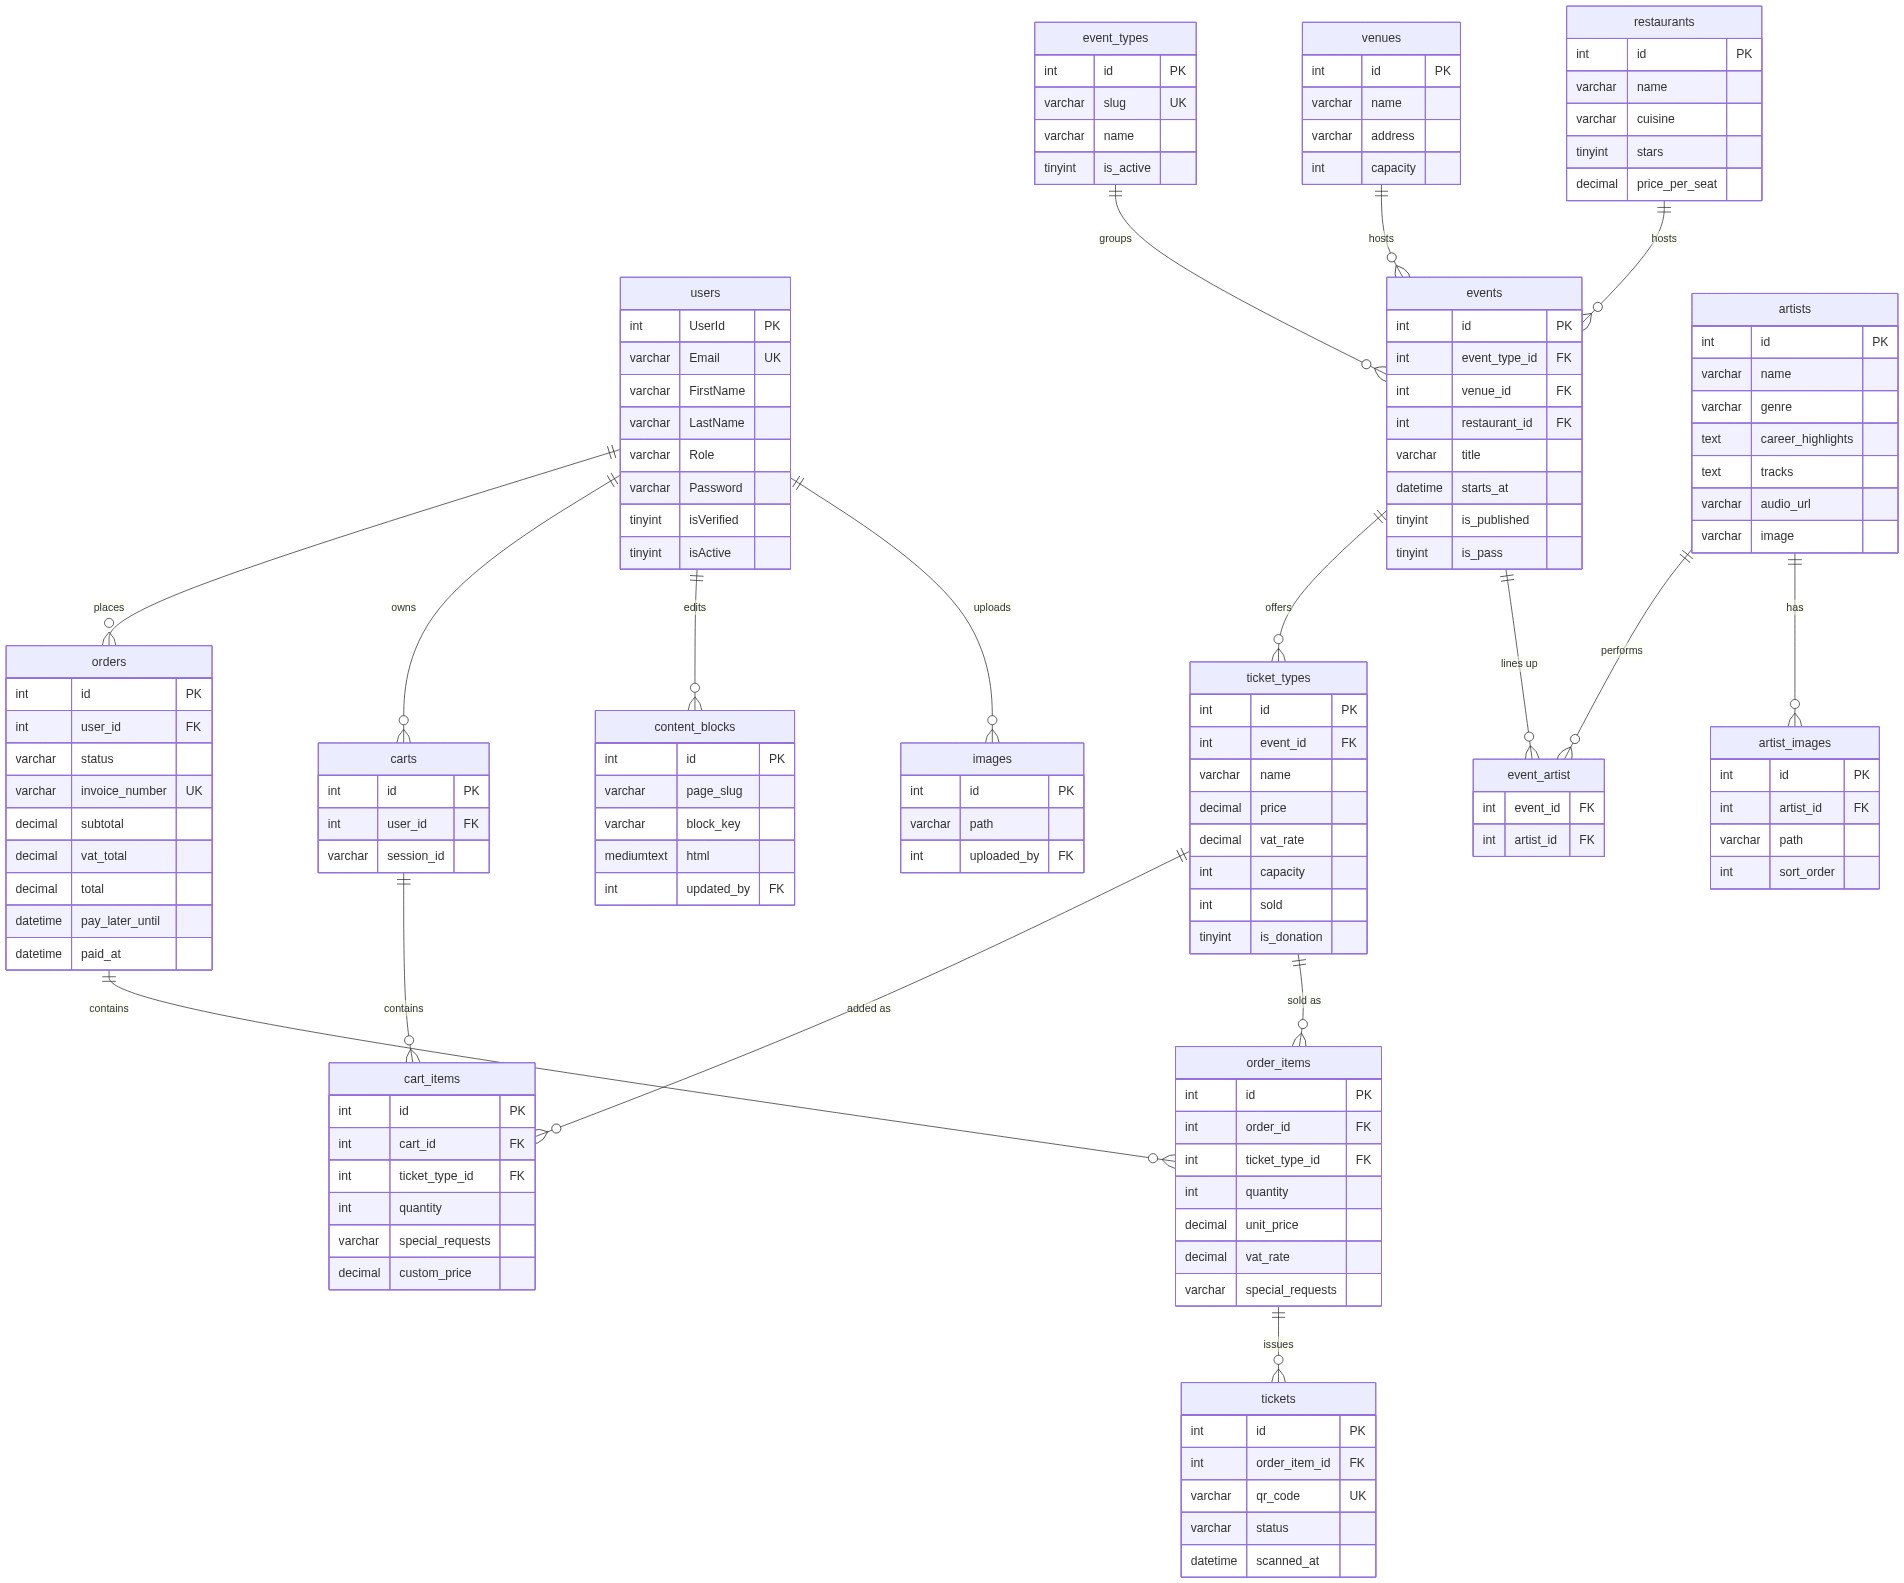 event_types
int id PK
varchar slug UK
varchar name
tinyint is_active
venues
int id PK
varchar name
varchar address
int capacity
restaurants
int id PK
varchar name
varchar cuisine
tinyint stars
decimal price_per_seat
groups
hosts
hosts
users
int UserId PK
varchar Email UK
varchar FirstName
varchar LastName
varchar Role
varchar Password
tinyint isVerified
tinyint isActive
events
int id PK
int event_type_id FK
int venue_id FK
int restaurant_id FK
varchar title
datetime starts_at
tinyint is_published
tinyint is_pass
artists
int id PK
varchar name
varchar genre
text career_highlights
text tracks
varchar audio_url
varchar image
places
owns
edits
uploads
offers
lines up
performs
has
orders
int id PK
int user_id FK
varchar status
varchar invoice_number UK
decimal subtotal
decimal vat_total
decimal total
datetime pay_later_until
datetime paid_at
carts
int id PK
int user_id FK
varchar session_id
content_blocks
int id PK
varchar page_slug
varchar block_key
mediumtext html
int updated_by FK
images
int id PK
varchar path
int uploaded_by FK
ticket_types
int id PK
int event_id FK
varchar name
decimal price
decimal vat_rate
int capacity
int sold
tinyint is_donation
event_artist
int event_id FK
int artist_id FK
artist_images
int id PK
int artist_id FK
varchar path
int sort_order
contains
contains
added as
sold as
cart_items
int id PK
int cart_id FK
int ticket_type_id FK
int quantity
varchar special_requests
decimal custom_price
order_items
int id PK
int order_id FK
int ticket_type_id FK
int quantity
decimal unit_price
decimal vat_rate
varchar special_requests
issues
tickets
int id PK
int order_item_id FK
varchar qr_code UK
varchar status
datetime scanned_at